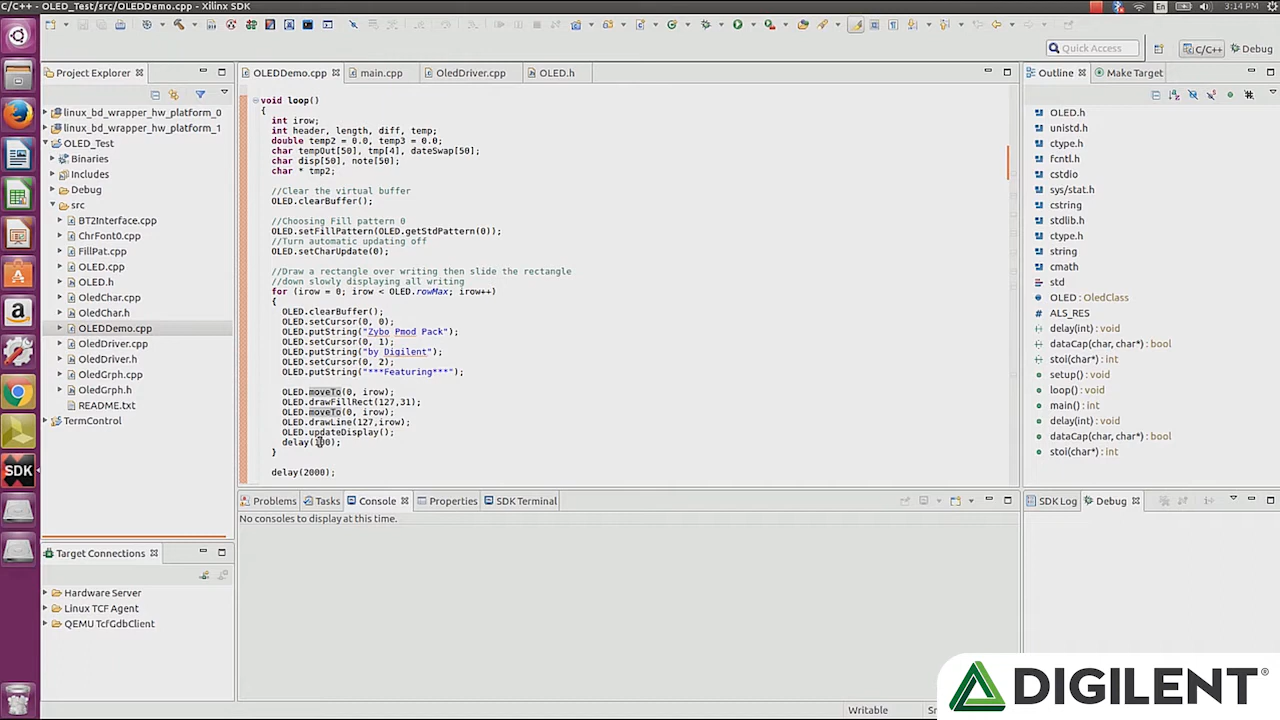 C/C++ - OLED_Test/src/OLEDDemo.cpp - Xilinx SDK
En
3:14 PM
Quick Access
C/C++
Debug
Project Explorer
linux_bd_wrapper_hw_platform_0
linux_bd_wrapper_hw_platform_1
OLED_Test
Binaries
Includes
Debug
src
BT2Interface.cpp
ChrFont0.cpp
FillPat.cpp
OLED.cpp
OLED.h
OledChar.cpp
OledChar.h
OLEDDemo.cpp
OledDriver.cpp
OledDriver.h
OledGrph.cpp
OledGrph.h
README.txt
TermControl
Target Connections
Hardware Server
Linux TCF Agent
QEMU TcfGdbClient
OLEDDemo.cpp
main.cpp
OledDriver.cpp
OLED.h
void loop()
{
int irow;
int header, length, diff, temp;
double temp2 = 0.0, temp3 = 0.0;
char tempOut[50], tmp[4], dateSwap[50];
char disp[50], note[50];
char * tmp2;
//Clear the virtual buffer
OLED.clearBuffer();
//Choosing Fill pattern 0
OLED.setFillPattern(OLED.getStdPattern(0));
//Turn automatic updating off
OLED.setCharUpdate(0);
//Draw a rectangle over writing then slide the rectangle
//down slowly displaying all writing
for (irow = 0; irow < OLED.rowMax; irow++)
{
OLED.clearBuffer();
OLED.setCursor(0, 0);
OLED.putString("Zybo Pmod Pack");
OLED.setCursor(0, 1);
OLED.putString("by Digilent");
OLED.setCursor(0, 2);
OLED.putString("***Featuring***");
OLED.moveTo(0, irow);
OLED.drawFillRect(127,31);
OLED.moveTo(0, irow);
OLED.drawLine(127,irow);
OLED.updateDisplay();
delay(100);
}
delay(2000);
Problems
Tasks
Console
Properties
SDK Terminal
No consoles to display at this time.
Outline
Make Target
OLED.h
unistd.h
ctype.h
fcntl.h
cstdio
sys/stat.h
cstring
stdlib.h
ctype.h
string
cmath
std
OLED : OledClass
ALS_RES
delay(int) : void
dataCap(char, char*) : bool
stoi(char*) : int
setup() : void
loop() : void
main() : int
delay(int) : void
dataCap(char, char*) : bool
stoi(char*) : int
SDK Log
Debug
Writable
SDK
DIGILENT®